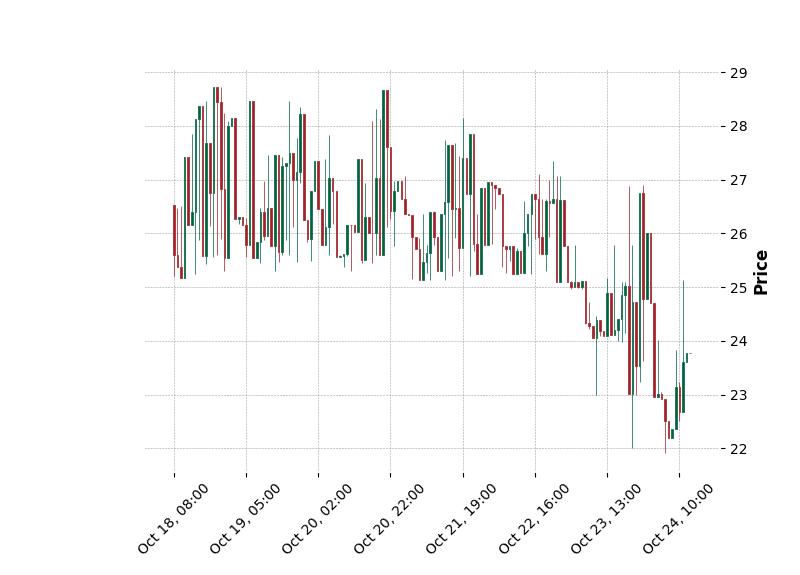 29
28
27
26
25
24
23
22
Price
Oct 18, 08:00
Oct 19, 05:00
Oct 20, 02:00
Oct 20, 22:00
Oct 21, 19:00
Oct 22, 16:00
Oct 23, 13:00
Oct 24, 10:00